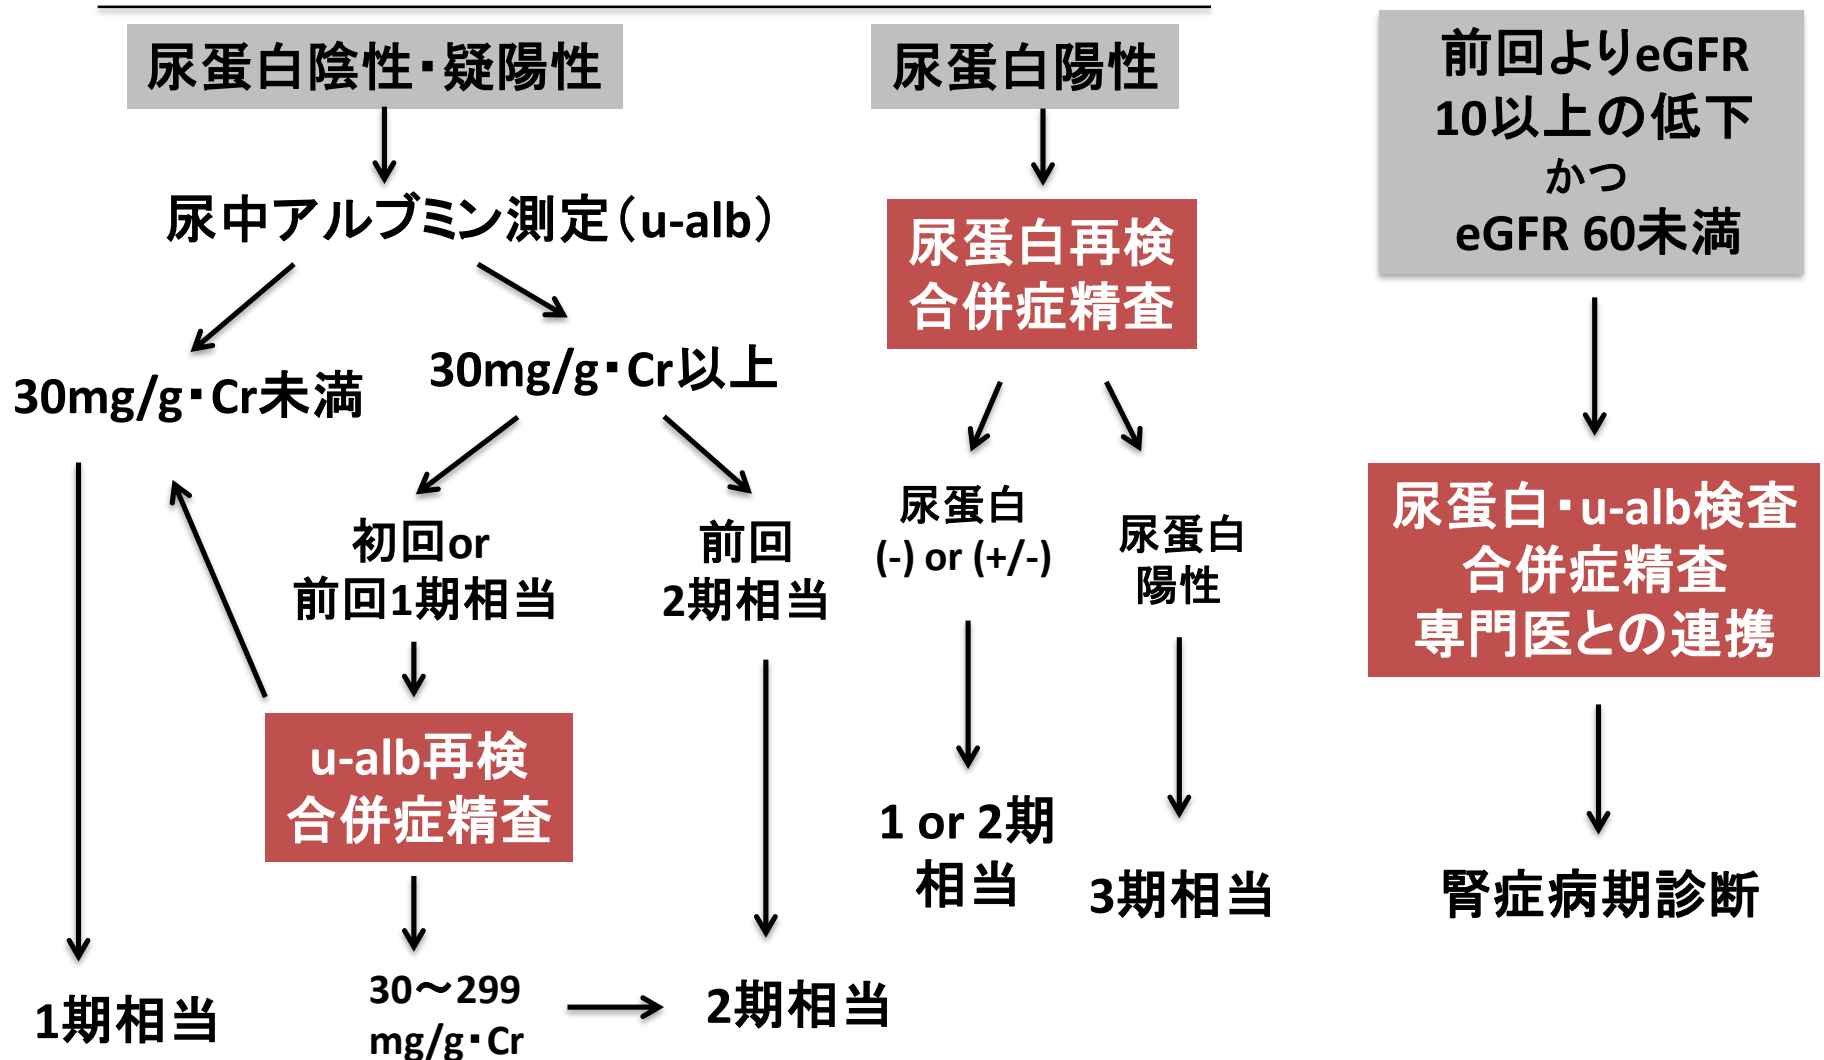 尿蛋白陰性・疑陽性
尿中アルブミン測定（u-alb）
30mg/g・Cr未満
30mg/g・Cr以上
初回or
前回1期相当
前回
2期相当
u-alb再検
合併症精査
1期相当
30～299
mg/g・Cr
2期相当
尿蛋白陽性
尿蛋白再検
合併症精査
尿蛋白
(-) or (+/-)
尿蛋白
陽性
1 or 2期
相当
3期相当
前回よりeGFR
10以上の低下
かつ
eGFR 60未満
尿蛋白・u-alb検査
合併症精査
専門医との連携
腎症病期診断